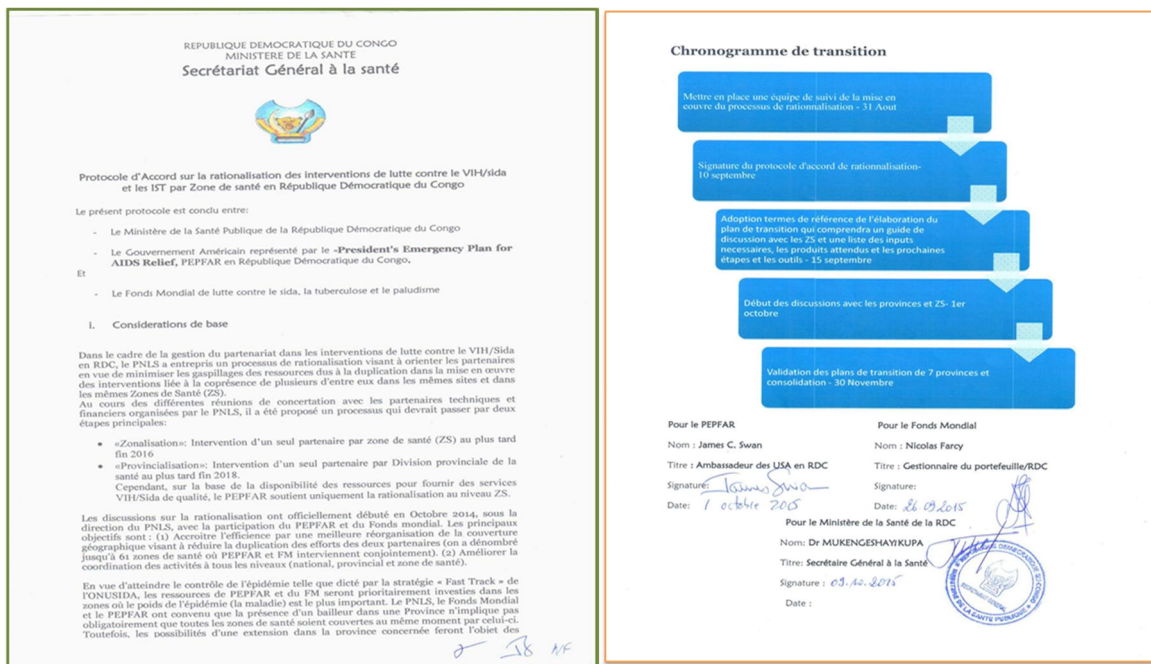 REPUBLIQUE DEMOCRATIQUE DU CONGO
MINISTERE DE LA SANTE
Secrétariat Général à la santé
Protocole d'Accord sur la rationalisation des interventions de lutte contre le VIH/sida
et les IST par Zone de santé en République Démocratique du Congo
Le présent protocole est conclu entre:
- Le Ministère de la Santé Publique de la République Démocratique du Congo
- Le Gouvernement Américain représenté par le «President's Emergency Plan for
AIDS Relief, PEPFAR en République Démocratique du Congo.
Et
- Le Fonds Mondial de lutte contre le sida, la tuberculose et le paludisme
i. Considerations de base
Dans le cadre de la gestion du partenariat dans les interventions de lutte contre le VIH/Sida
en RDC, le PNLS a entrepris un processus de rationalisation visant à orienter les partenaires
en vue de minimiser les gaspillages des ressources dus à la duplication dans la mise en œuvre
des interventions liée à la coprésence de plusieurs d'entre eux dans les mêmes sites et dans
les mêmes Zones de Santé (ZS).
Au cours des différentes réunions de concertation avec les partenaires techniques et
financiers organisées par le PNLS, il a été proposé un processus qui devrait passer par deux
étapes principales:
• «Zonalisation»: Intervention d'un seul partenaire par zone de santé (ZS) au plus tard
fin 2016
• «Provincialisation»: Intervention d'un seul partenaire par Division provinciale de la
santé au plus tard fin 2018.
Cependant, sur la base de la disponibilité des ressources pour fournir des services
VIH/Sida de qualité, le PEPFAR soutient uniquement la rationalisation au niveau ZS.
Les discussions sur la rationalisation ont officiellement débuté en Octobre 2014, sous la
direction du PNLS, avec la participation du PEPFAR et du Fonds mondial. Les principaux
objectifs sont : (1) Accroitre l'efficience par une meilleure réorganisation de la couverture
géographique visant à réduire la duplication des efforts des deux partenaires (on a dénombré
jusqu'à 61 zones de santé où PEPFAR et FM interviennent conjointement). (2) Améliorer la
coordination des activités à tous les niveaux (national, provincial et zone de santé).
En vue d'atteindre le contrôle de l'épidémie telle que dicté par la stratégie « Fast Track » de
l'ONUSIDA, les ressources de PEPFAR et du FM seront prioritairement investies dans les
zones où le poids de l'épidémie (la maladie) est le plus important. Le PNLS, le Fonds Mondial
et le PEPFAR ont convenu que la présence d'un bailleur dans une Province n'implique pas
obligatoirement que toutes les zones de santé soient couvertes au même moment par celui-ci.
Toutefois, les possibilités d'une extension dans la province concernée feront l'objet des
Chronogramme de transition
Mettre en place une équipe de suivi de la mise en
couvre du processus de rationnalisation - 31 Aout
Signature du protocole d'accord de rationnalisation-
10 septembre
Adoption termes de référence de l'élaboration du
plan de transition qui comprendra un guide de
discussion avec les ZS et une liste des inputs
necessaires, les produits attendus et les prochaines
étapes et les outils - 15 septembre
Début des discussions avec les provinces et ZS- 1er
octobre
Validation des plans de transition de 7 provinces et
consolidation - 30 Novembre
Pour le PEPFAR
Nom : James C. Swan
Titre : Ambassadeur des USA en RDC
Signature:
Date: 1 octobre 2015
Pour le Fonds Mondial
Nom : Nicolas Farcy
Titre : Gestionnaire du portefeuille/RDC
Signature:
Date: 26.09.2015
Pour le Ministère de la Santé de la RDC
Nom: Dr MUKENGESHAYI KUPA
Titre: Secrétaire Général à la Santé
Signature : 09.10.2015
Date :